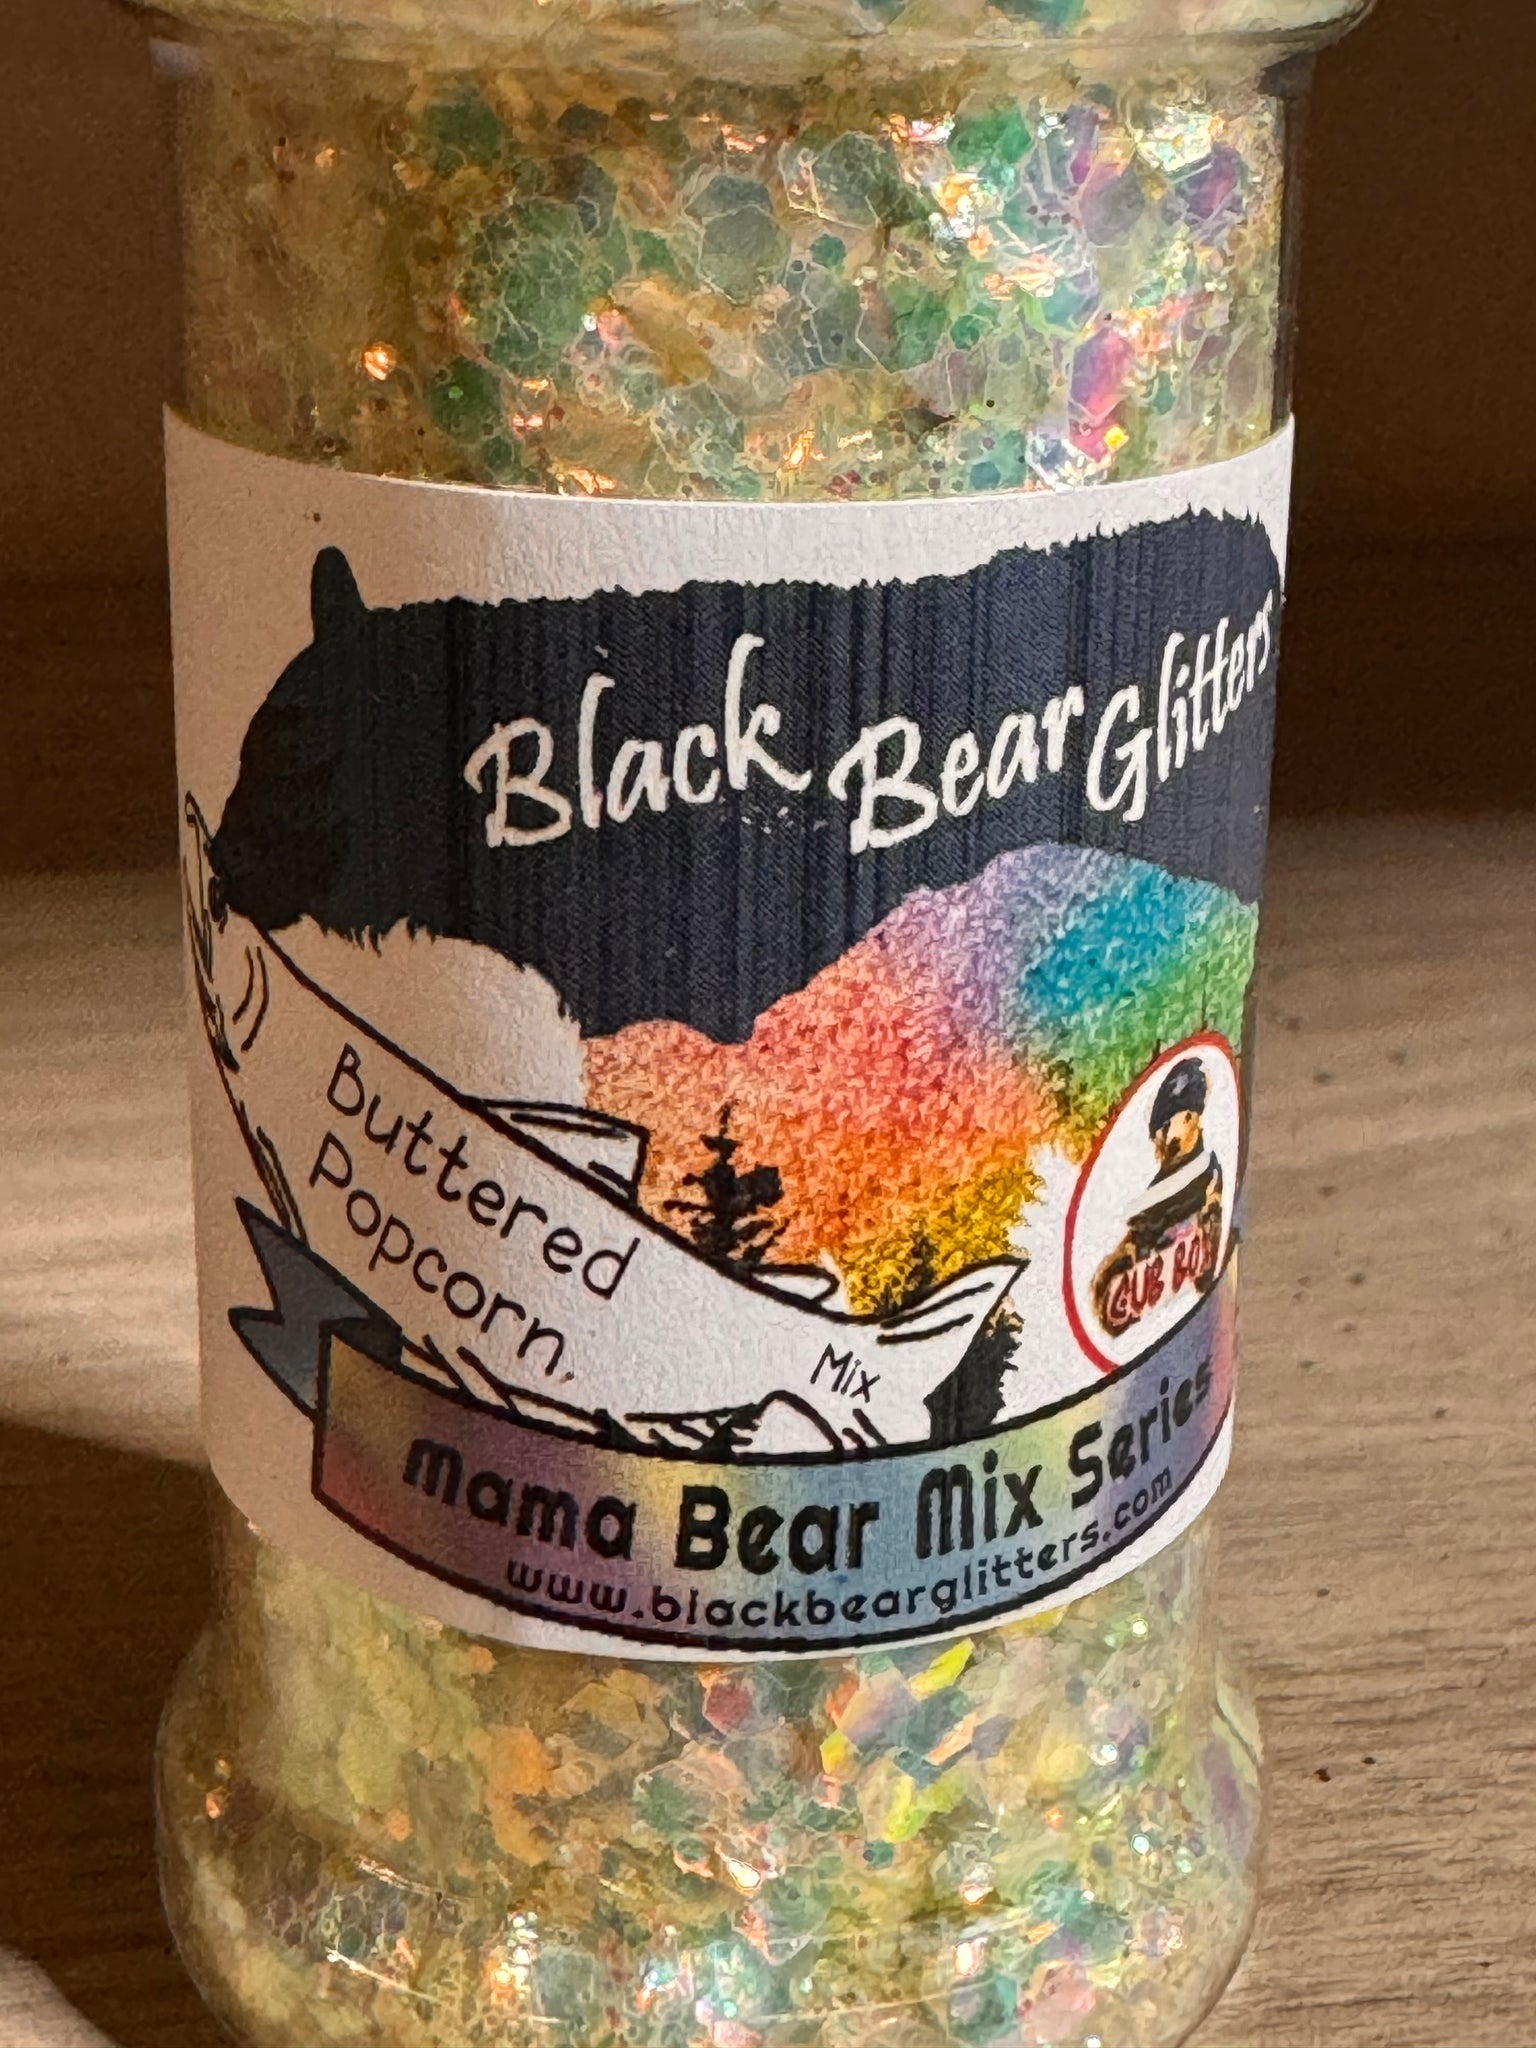 Black Bear Glitters
Buttered
Popcorn
Mix
CUB BOX
Mama Bear Mix Series
www.blackbearglitters.com